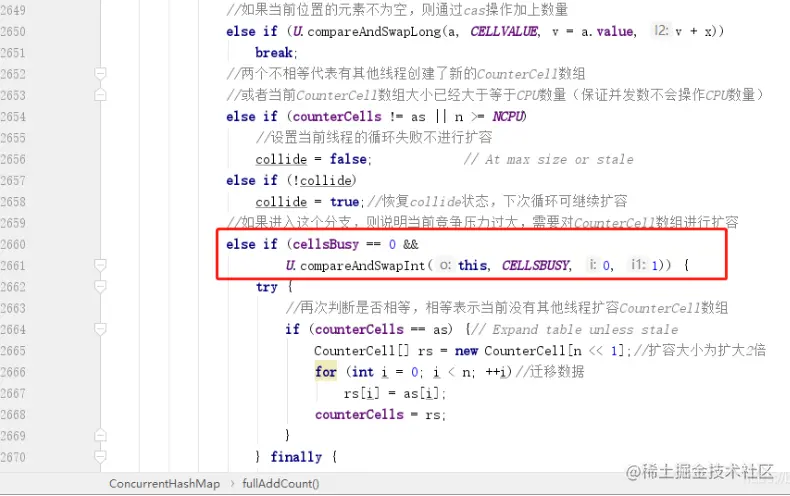 2649 //如果当前位置的元素不为空，则通过cas操作加上数量
2650 else if (U.compareAndSwapLong(a, CELLVALUE, v = a.value, l2: v + x))
2651 break;
2652 //两个不相等代表有其他线程创建了新的CounterCell数组
2653 //或者当前CounterCell数组大小已经大于等于CPU数量（保证并发数不会操作CPU数量）
2654 else if (counterCells != as || n >= NCPU)
2655 //设置当前线程的循环失败不进行扩容
2656 collide = false; // At max size or stale
2657 else if (!collide)
2658 collide = true;//恢复collide状态，下次循环可继续扩容
2659 //如果进入这个分支，则说明当前竞争压力过大，需要对CounterCell数组进行扩容
2660 else if (cellsBusy == 0 &&
2661 U.compareAndSwapInt( o: this, CELLSBUSY, i: 0, i1: 1)) {
2662 try {
2663 //再次判断是否相等，相等表示当前没有其他线程扩容CounterCell数组
2664 if (counterCells == as) {// Expand table unless stale
2665 CounterCell[] rs = new CounterCell[n << 1];//扩容大小为扩大2倍
2666 for (int i = 0; i < n; ++i)//迁移数据
2667 rs[i] = as[i];
2668 counterCells = rs;
2669 }
2670 } finally {
ConcurrentHashMap › fullAddCount()
@稀土掘金技术社区